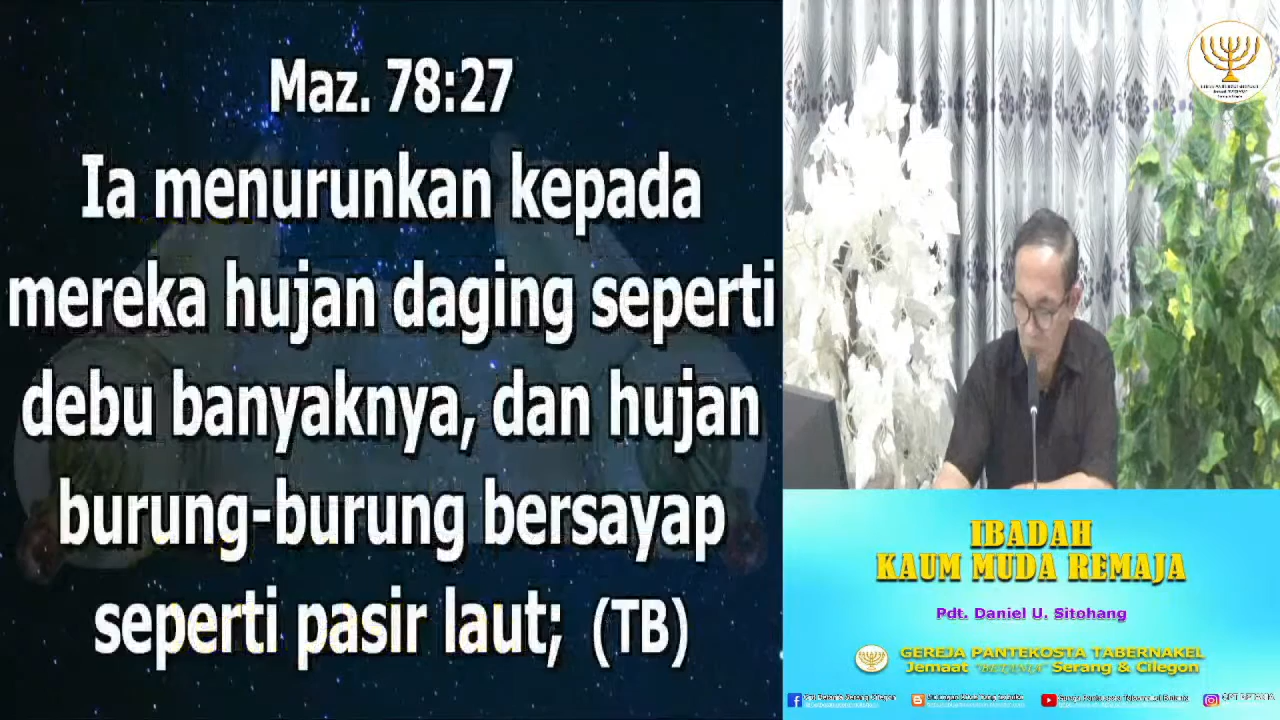 Maz. 78:27
Ia menurunkan kepada
mereka hujan daging seperti
debu banyaknya, dan hujan
burung-burung bersayap
seperti pasir laut; (TB)
IBADAH
KAUM MUDA REMAJA
Pdt. Daniel U. Sitohang
GEREJA PANTEKOSTA TABERNAKEL
Jemaat "BETANIA" Serang & Cilegon